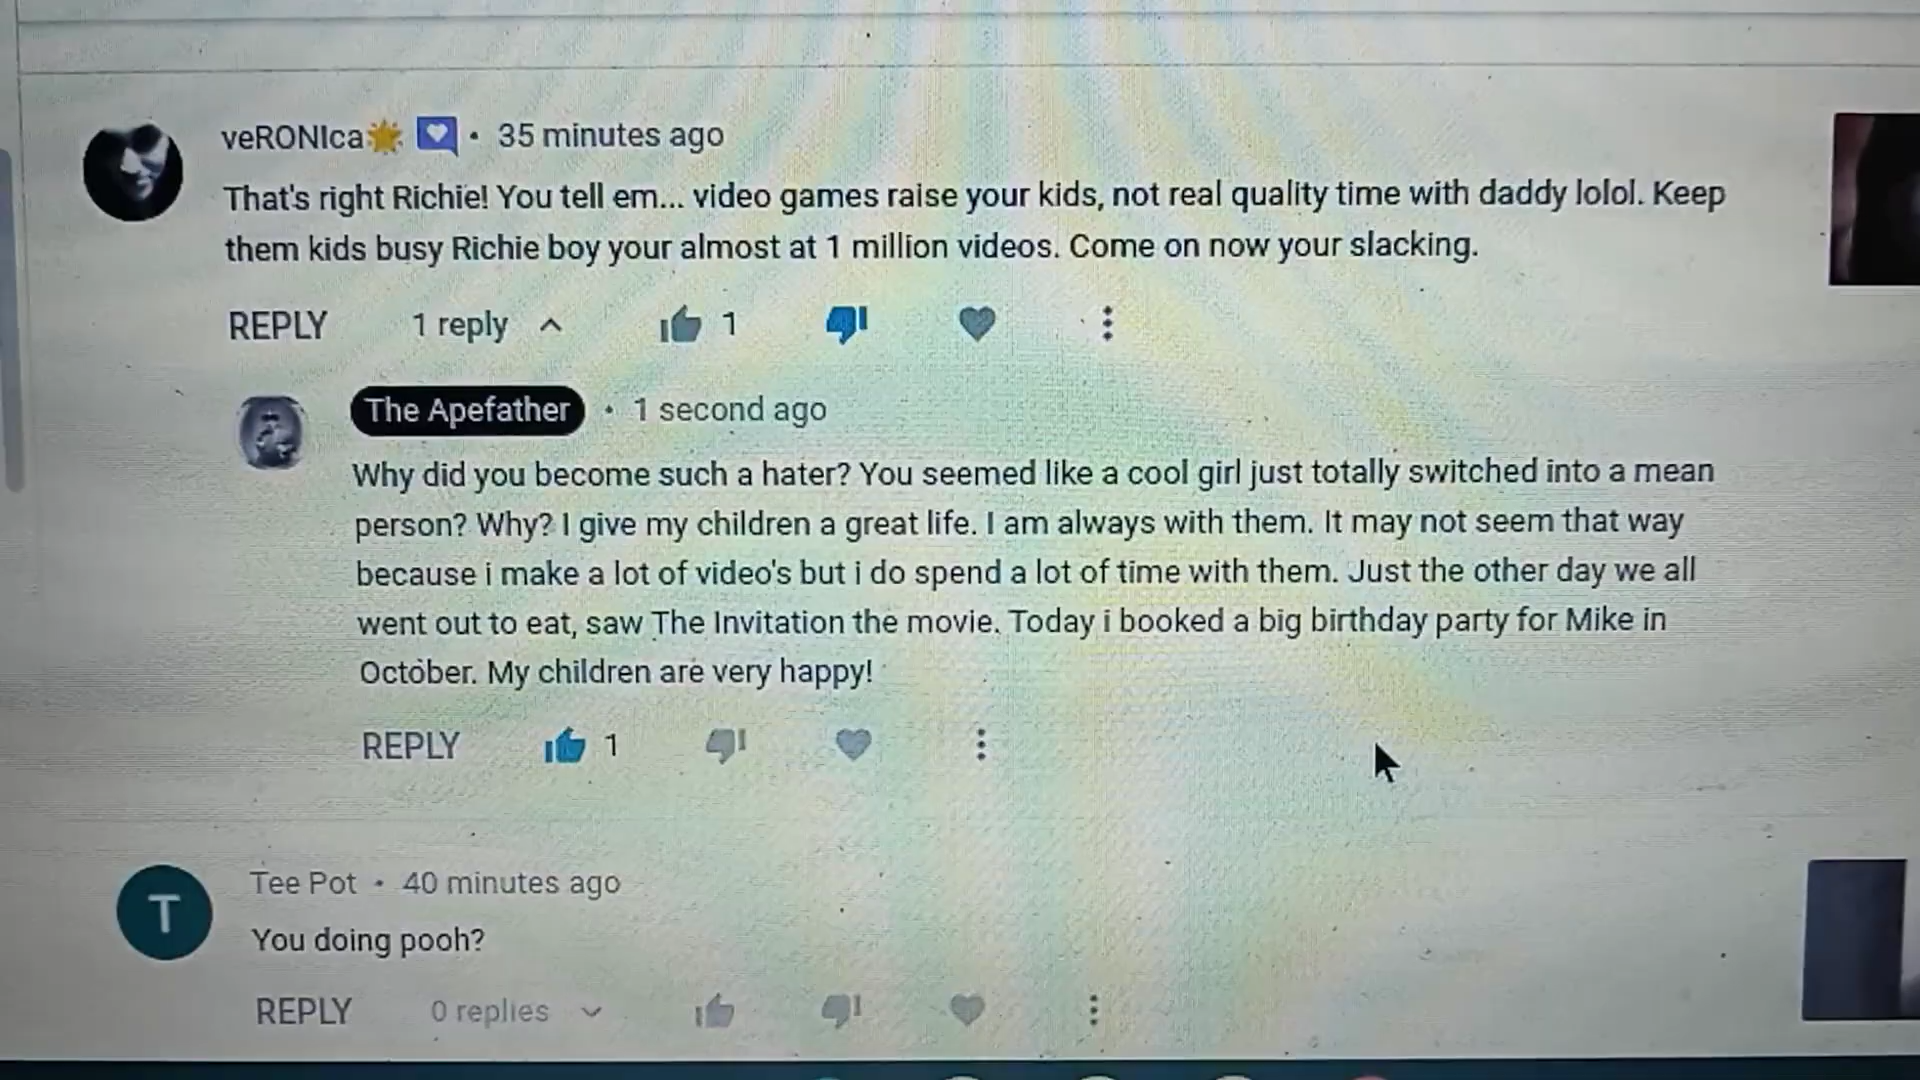 veRONIca🌟 • 35 minutes ago
That's right Richie! You tell em... video games raise your kids, not real quality time with daddy lolol. Keep
them kids busy Richie boy your almost at 1 million videos. Come on now your slacking.
REPLY 1 reply 1
The Apefather • 1 second ago
Why did you become such a hater? You seemed like a cool girl just totally switched into a mean
person? Why? I give my children a great life. I am always with them. It may not seem that way
because i make a lot of video's but i do spend a lot of time with them. Just the other day we all
went out to eat, saw The Invitation the movie. Today i booked a big birthday party for Mike in
October. My children are very happy!
REPLY 1
T
Tee Pot • 40 minutes ago
You doing pooh?
REPLY 0 replies